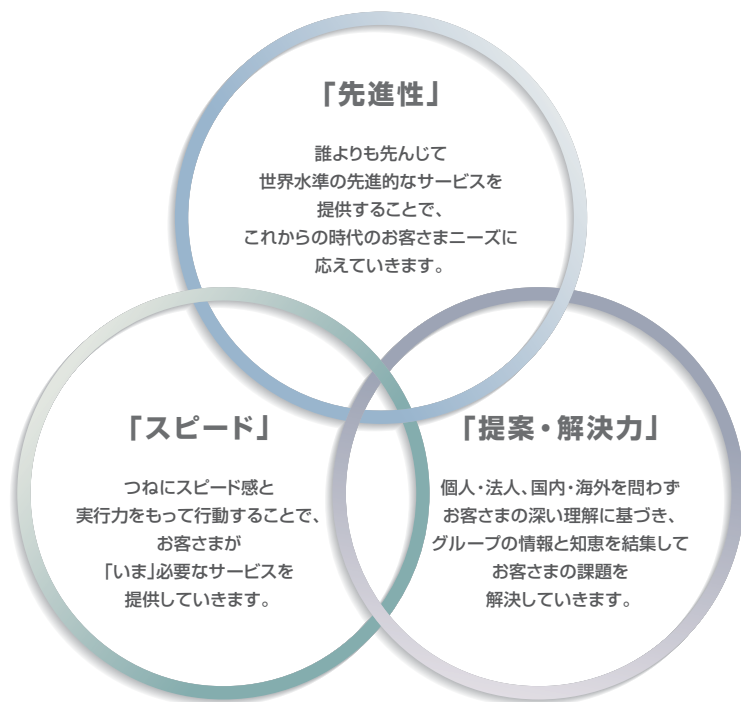 「先進性」
誰よりも先んじて
世界水準の先進的なサービスを
提供することで、
これからの時代のお客さまニーズに
応えていきます。
「スピード」
つねにスピード感と
実行力をもって行動することで、
お客さまが
「いま」必要なサービスを
提供していきます。
「提案・解決力」
個人・法人、国内・海外を問わず
お客さまの深い理解に基づき、
グループの情報と知恵を結集して
お客さまの課題を
解決していきます。